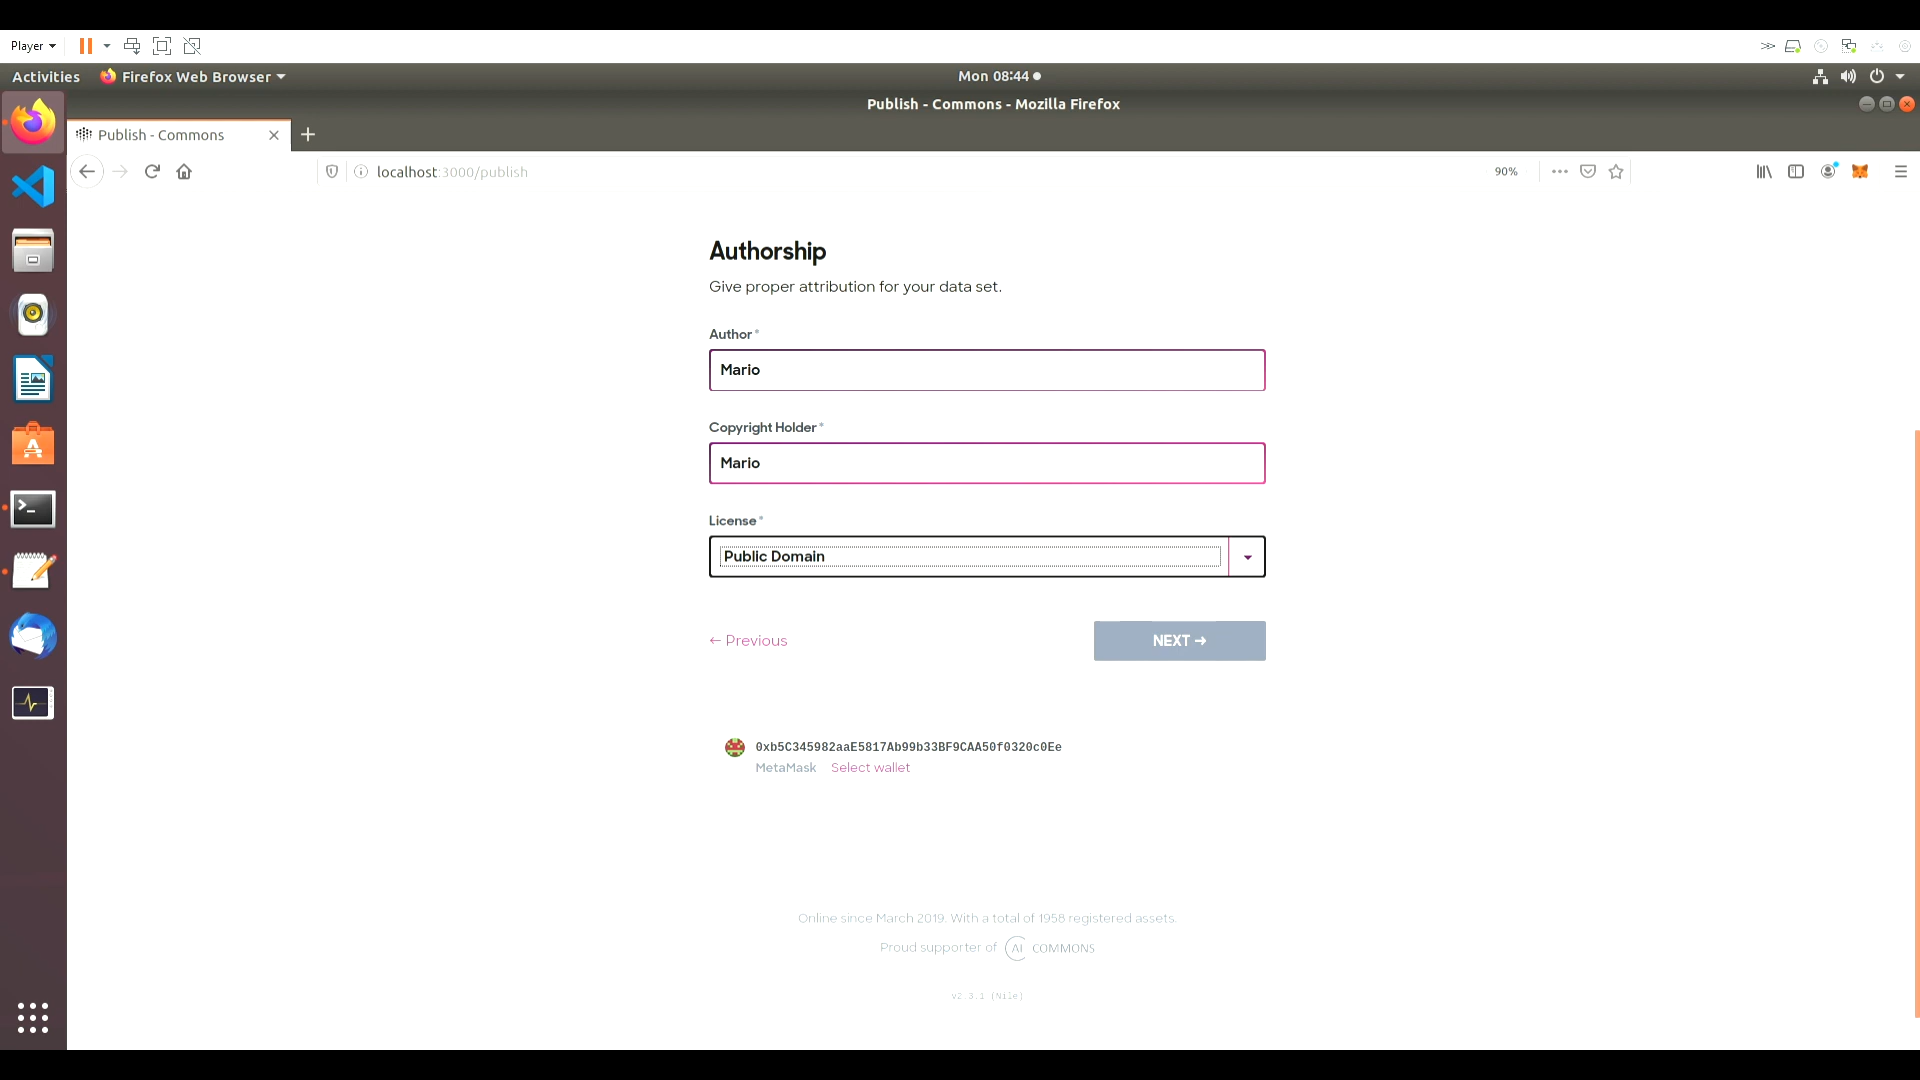 Player
Activities Firefox Web Browser Mon 08:44
Publish - Commons - Mozilla Firefox
Publish - Commons
localhost:3000/publish 90%
Authorship
Give proper attribution for your data set.
Author*
Mario
Copyright Holder*
Mario
License*
Public Domain
← Previous NEXT →
0xb5C345982aaE5817Ab99b33BF9CAA50f0320c0Ee
MetaMask Select wallet
Online since March 2019. With a total of 1958 registered assets.
Proud supporter of AI COMMONS
v2.3.1 (Nile)